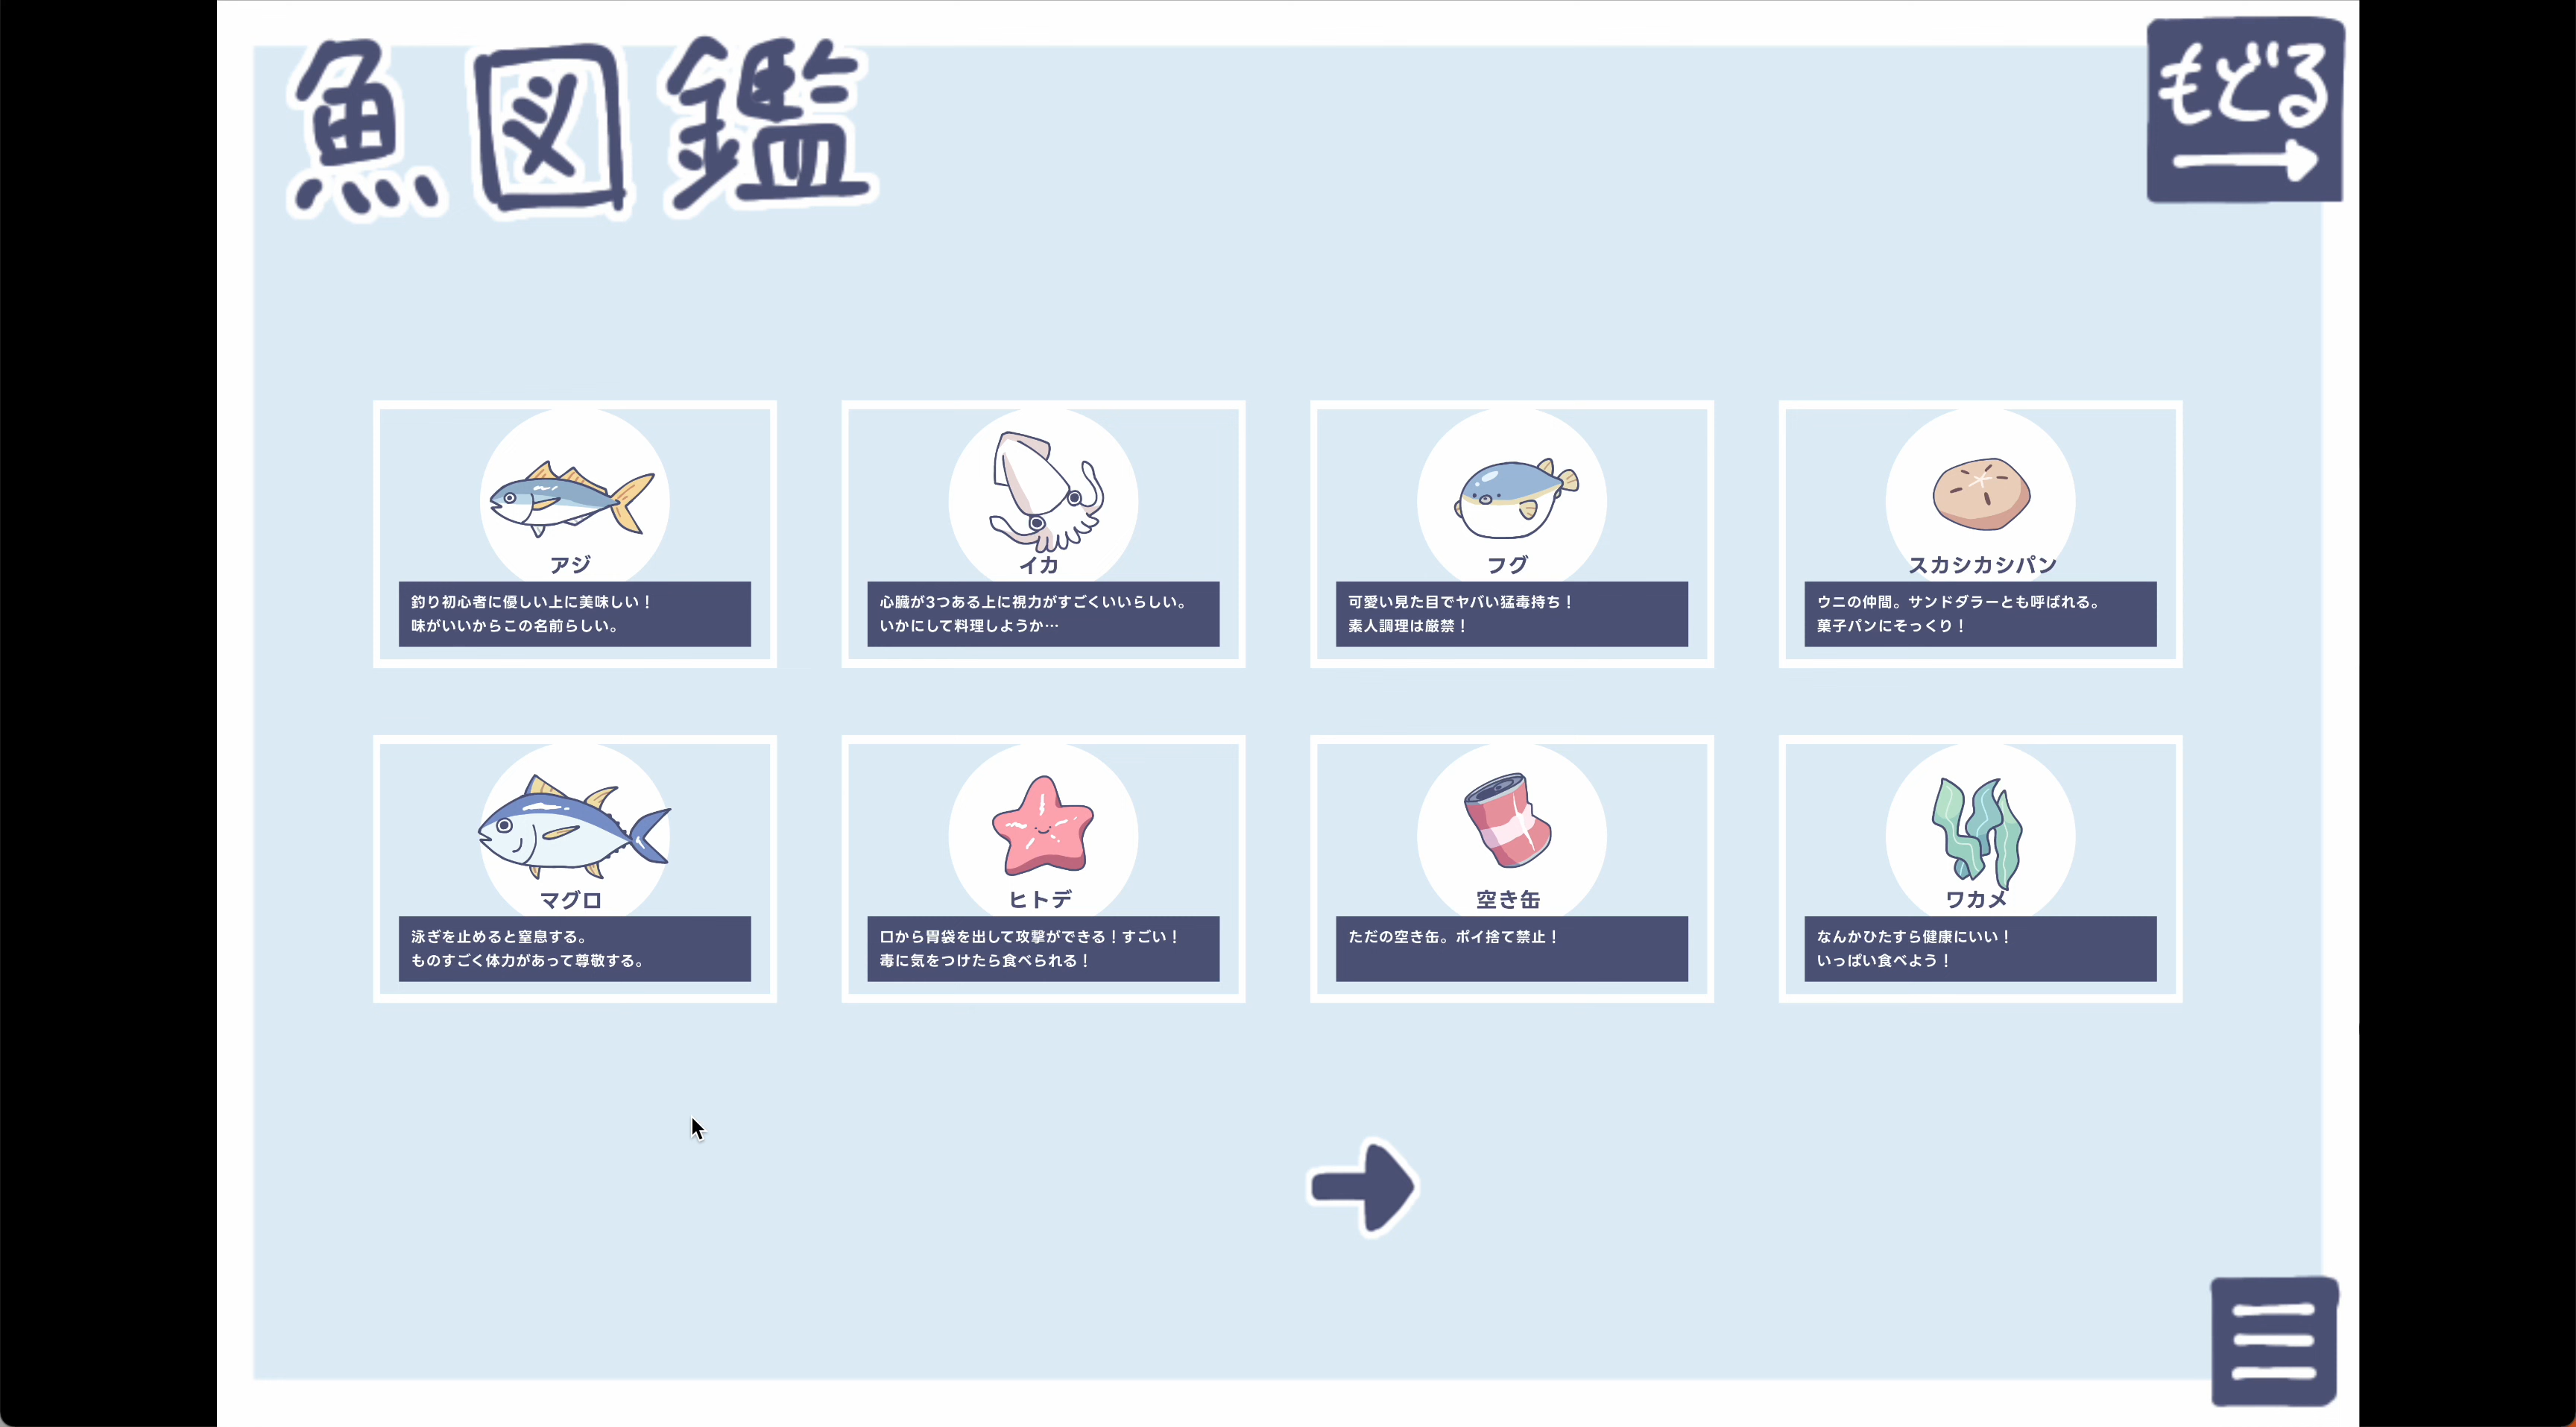 魚図鑑
もどる
アジ
釣り初心者に優しい上に美味しい！
味がいいからこの名前らしい。
イカ
心臓が3つある上に視力がすごくいいらしい。
いかにして料理しようか…
フグ
可愛い見た目でヤバい猛毒持ち！
素人調理は厳禁！
スカシカシパン
ウニの仲間。サンドダラーとも呼ばれる。
菓子パンにそっくり！
マグロ
泳ぎを止めると窒息する。
ものすごく体力があって尊敬する。
ヒトデ
口から胃袋を出して攻撃ができる！すごい！
毒に気をつけたら食べられる！
空き缶
ただの空き缶。ポイ捨て禁止！
ワカメ
なんかひたすら健康にいい！
いっぱい食べよう！